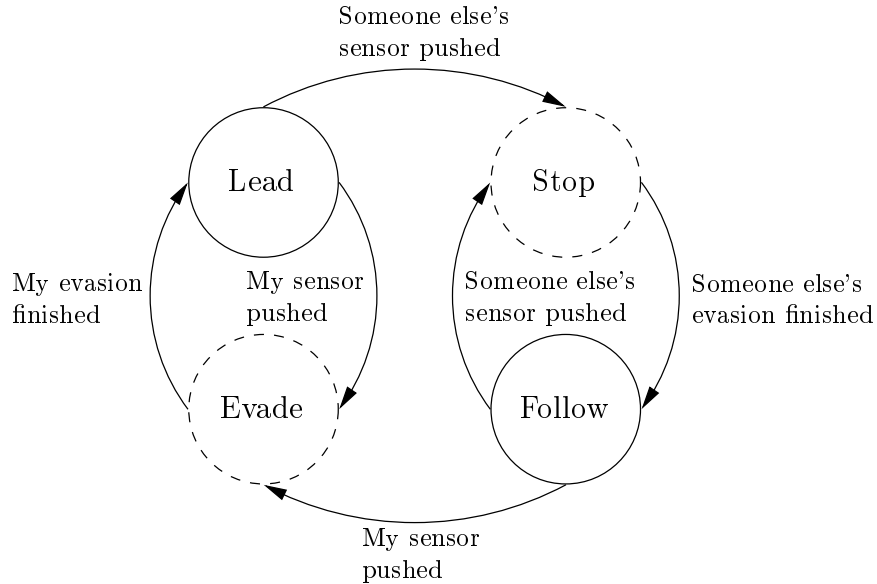 Someone else's
sensor pushed
Lead
Stop
My evasion
finished
My sensor
pushed
Someone else's
sensor pushed
Someone else's
evasion finished
Evade
Follow
My sensor
pushed